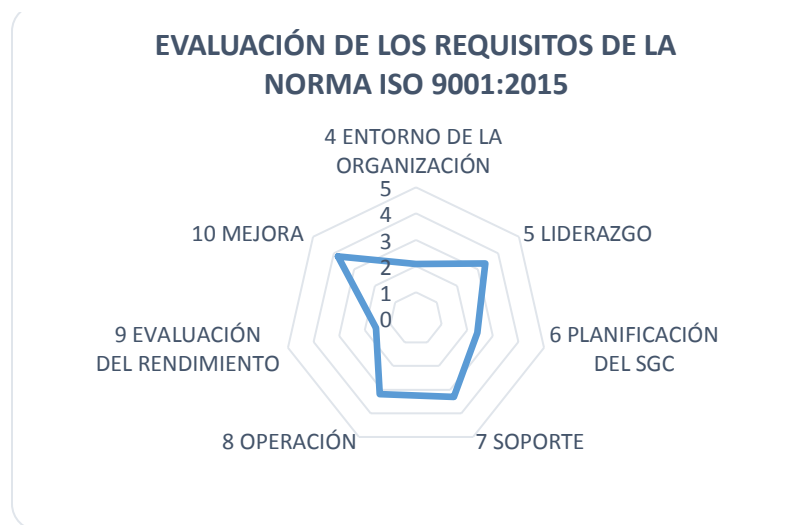 EVALUACIÓN DE LOS REQUISITOS DE LA
NORMA ISO 9001:2015
4 ENTORNO DE LA
ORGANIZACIÓN
5
4
3
2
1
0
10 MEJORA
5 LIDERAZGO
9 EVALUACIÓN
DEL RENDIMIENTO
6 PLANIFICACIÓN
DEL SGC
8 OPERACIÓN
7 SOPORTE